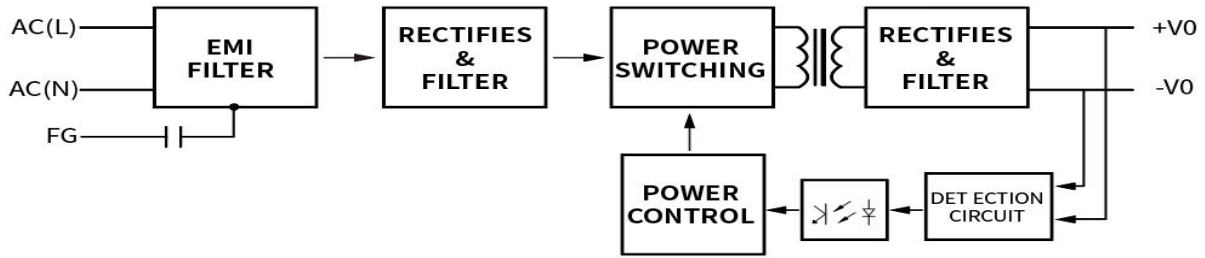 AC(L)
AC(N)
FG
EMI
FILTER
RECTIFIES
&
FILTER
POWER
SWITCHING
RECTIFIES
&
FILTER
+V0
-V0
POWER
CONTROL
DET ECTION
CIRCUIT